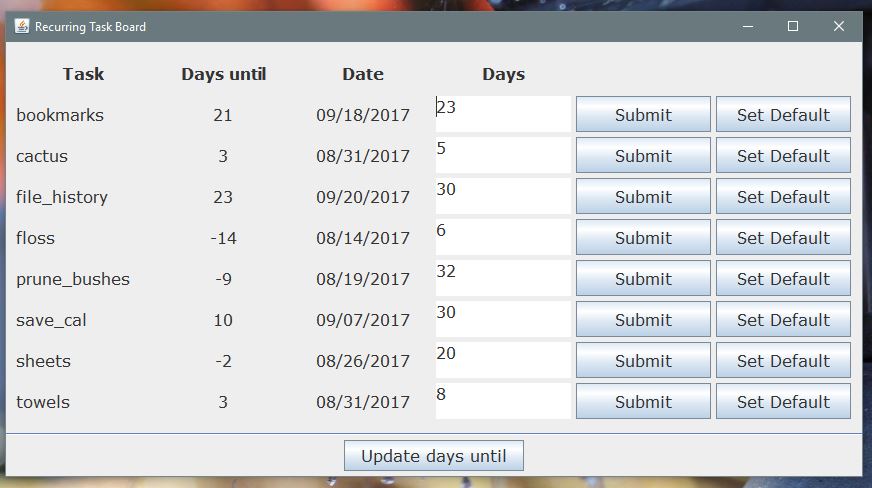 Recurring Task Board
Task Days until Date Days
bookmarks 21 09/18/2017 23 Submit Set Default
cactus 3 08/31/2017 5 Submit Set Default
file_history 23 09/20/2017 30 Submit Set Default
floss -14 08/14/2017 6 Submit Set Default
prune_bushes -9 08/19/2017 32 Submit Set Default
save_cal 10 09/07/2017 30 Submit Set Default
sheets -2 08/26/2017 20 Submit Set Default
towels 3 08/31/2017 8 Submit Set Default
Update days until